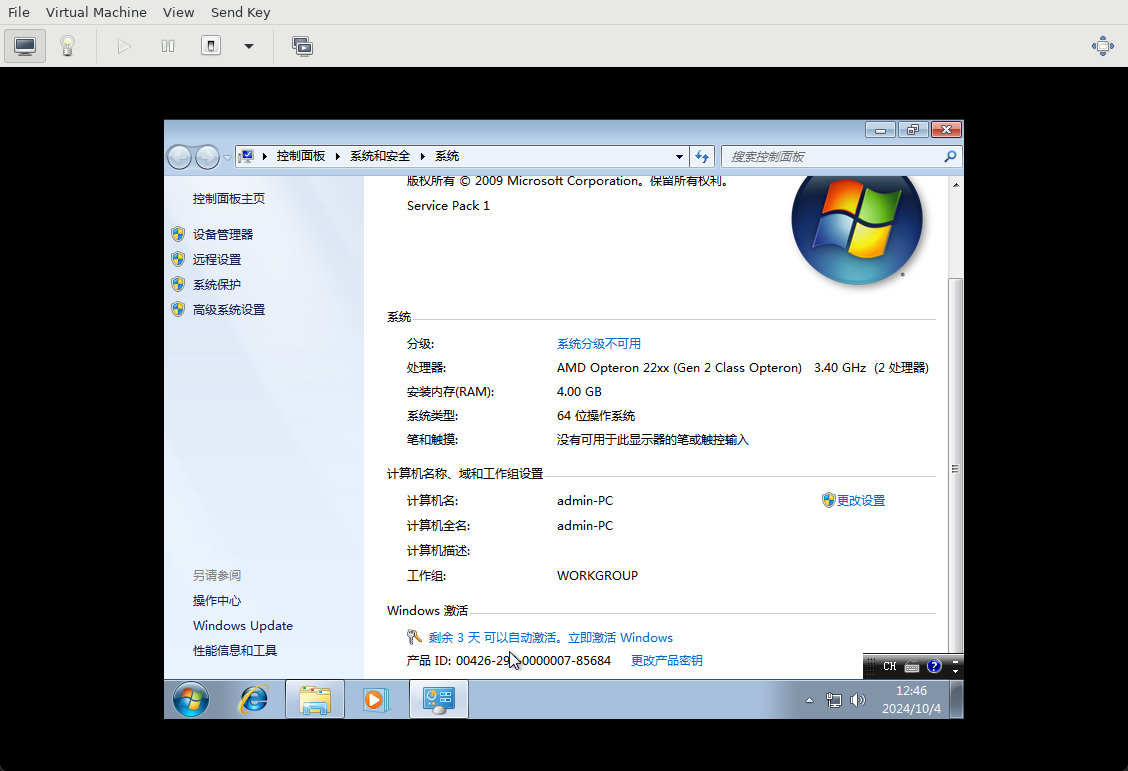 File Virtual Machine View Send Key
控制面板 系统和安全 系统 搜索控制面板
控制面板主页
设备管理器
远程设置
系统保护
高级系统设置
另请参阅
操作中心
Windows Update
性能信息和工具
版权所有 © 2009 Microsoft Corporation。保留所有权利。
Service Pack 1
系统
分级: 系统分级不可用
处理器: AMD Opteron 22xx (Gen 2 Class Opteron) 3.40 GHz (2 处理器)
安装内存(RAM): 4.00 GB
系统类型: 64 位操作系统
笔和触摸: 没有可用于此显示器的笔或触控输入
计算机名称、域和工作组设置
计算机名: admin-PC 更改设置
计算机全名: admin-PC
计算机描述:
工作组: WORKGROUP
Windows 激活
剩余 3 天 可以自动激活。立即激活 Windows
产品 ID: 更改产品密钥
CH
12:46
2024/10/4